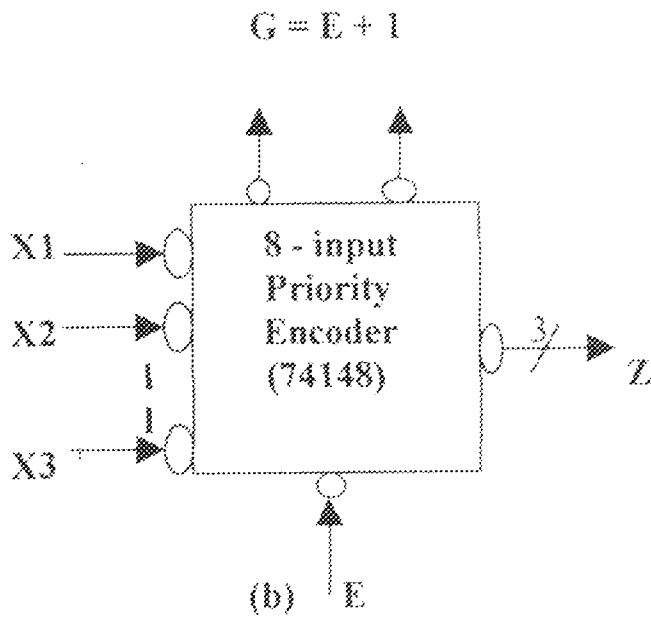 G = E + 1
X1
X2
X3
8 - input
Priority
Encoder
(74148)
3
Z
(b) E